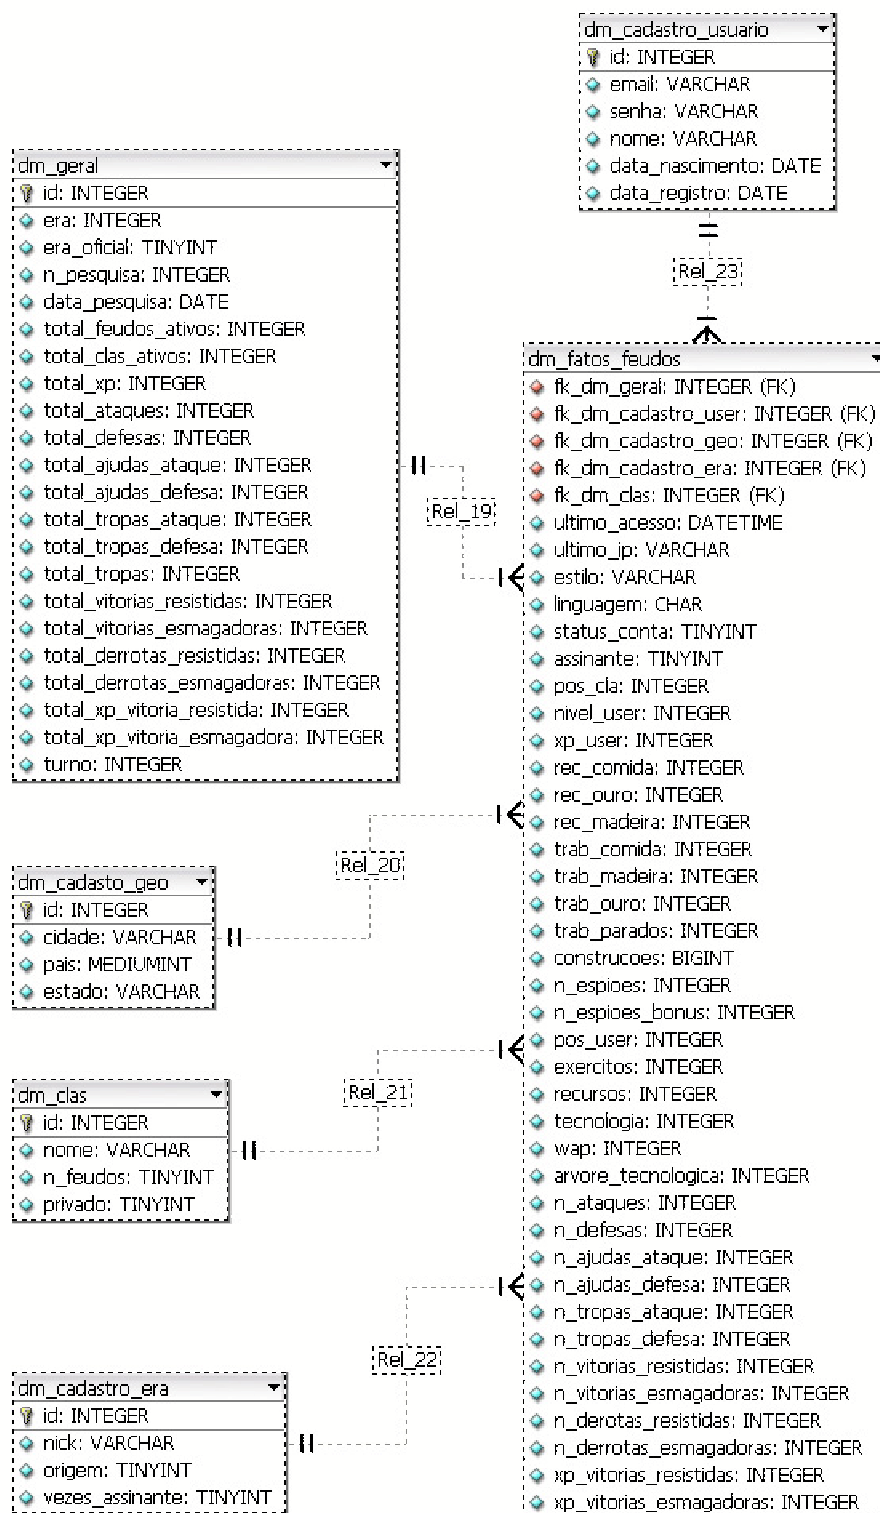 dm_cadastro_usuario
id: INTEGER
email: VARCHAR
senha: VARCHAR
nome: VARCHAR
data_nascimento: DATE
data_registro: DATE
Rel_23
dm_geral
id: INTEGER
era: INTEGER
era_oficial: TINYINT
n_pesquisa: INTEGER
data_pesquisa: DATE
total_feudos_ativos: INTEGER
total_clas_ativos: INTEGER
total_xp: INTEGER
total_ataques: INTEGER
total_defesas: INTEGER
total_ajudas_ataque: INTEGER
total_ajudas_defesa: INTEGER
total_tropas_ataque: INTEGER
total_tropas_defesa: INTEGER
total_tropas: INTEGER
total_vitorias_resistidas: INTEGER
total_vitorias_esmagadoras: INTEGER
total_derrotas_resistidas: INTEGER
total_derrotas_esmagadoras: INTEGER
total_xp_vitoria_resistida: INTEGER
total_xp_vitoria_esmagadora: INTEGER
turno: INTEGER
Rel_19
dm_cadasto_geo
id: INTEGER
cidade: VARCHAR
pais: MEDIUMINT
estado: VARCHAR
Rel_20
dm_clas
id: INTEGER
nome: VARCHAR
n_feudos: TINYINT
privado: TINYINT
Rel_21
dm_cadastro_era
id: INTEGER
nick: VARCHAR
origem: TINYINT
vezes_assinante: TINYINT
Rel_22
dm_fatos_feudos
fk_dm_geral: INTEGER (FK)
fk_dm_cadastro_user: INTEGER (FK)
fk_dm_cadastro_geo: INTEGER (FK)
fk_dm_cadastro_era: INTEGER (FK)
fk_dm_clas: INTEGER (FK)
ultimo_acesso: DATETIME
ultimo_ip: VARCHAR
estilo: VARCHAR
linguagem: CHAR
status_conta: TINYINT
assinante: TINYINT
pos_cla: INTEGER
nivel_user: INTEGER
xp_user: INTEGER
rec_comida: INTEGER
rec_ouro: INTEGER
rec_madeira: INTEGER
trab_comida: INTEGER
trab_madeira: INTEGER
trab_ouro: INTEGER
trab_parados: INTEGER
construcoes: BIGINT
n_espioes: INTEGER
n_espioes_bonus: INTEGER
pos_user: INTEGER
exercitos: INTEGER
recursos: INTEGER
tecnologia: INTEGER
wap: INTEGER
arvore_tecnologica: INTEGER
n_ataques: INTEGER
n_defesas: INTEGER
n_ajudas_ataque: INTEGER
n_ajudas_defesa: INTEGER
n_tropas_ataque: INTEGER
n_tropas_defesa: INTEGER
n_vitorias_resistidas: INTEGER
n_vitorias_esmagadoras: INTEGER
n_derotas_resistidas: INTEGER
n_derrotas_esmagadoras: INTEGER
xp_vitorias_resistidas: INTEGER
xp_vitorias_esmagadoras: INTEGER